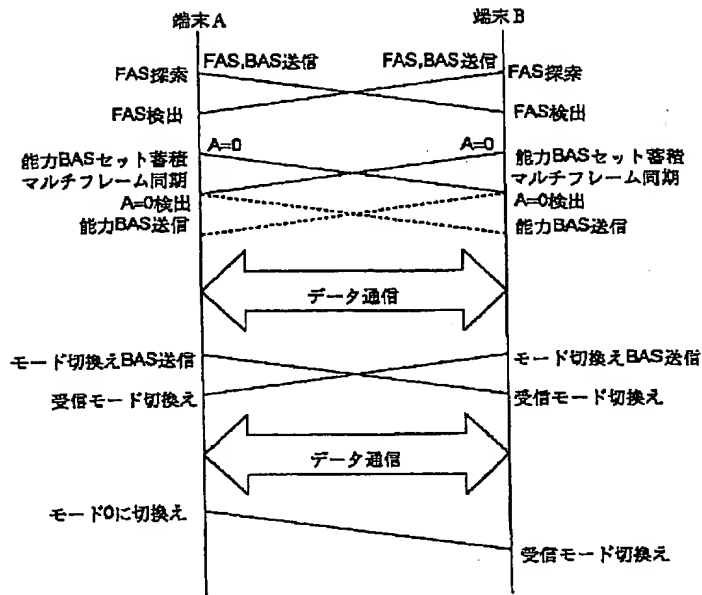 端末A
端末B
FAS,BAS送信
FAS,BAS送信
FAS探索
FAS探索
FAS検出
FAS検出
A=0
A=0
能力BASセット蓄積
能力BASセット蓄積
マルチフレーム同期
マルチフレーム同期
A=0検出
A=0検出
能力BAS送信
能力BAS送信
データ通信
モード切換えBAS送信
モード切換えBAS送信
受信モード切換え
受信モード切換え
データ通信
モード0に切換え
受信モード切換え